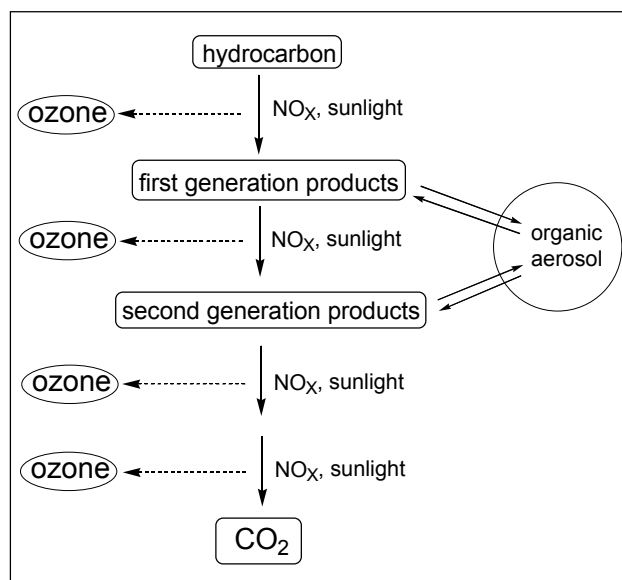 hydrocarbon
ozone
NOX, sunlight
first generation products
ozone
NOX, sunlight
organic
aerosol
second generation products
ozone
NOX, sunlight
ozone
NOX, sunlight
CO2